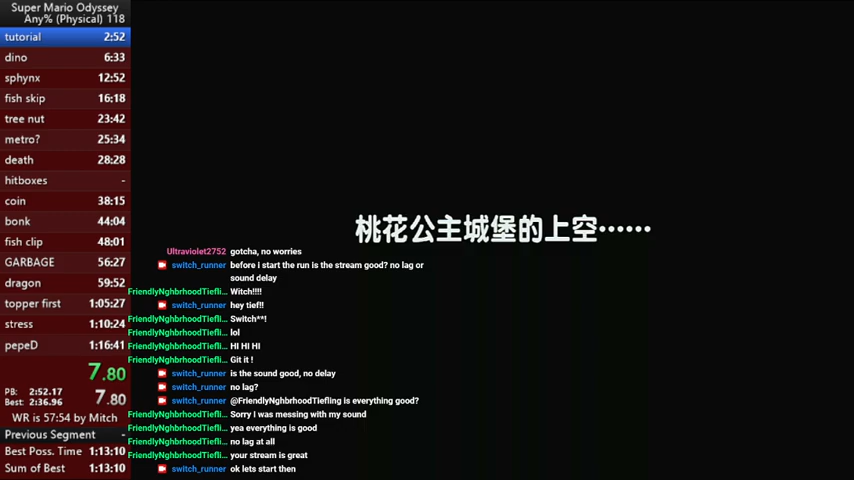 Super Mario Odyssey
Any% (Physical) 118
tutorial 2:52
dino 6:33
sphynx 12:52
fish skip 16:18
tree nut 23:42
metro? 25:34
death 28:28
hitboxes -
coin 38:15
bonk 44:04
fish clip 48:01
GARBAGE 56:27
dragon 59:52
topper first 1:05:27
stress 1:10:24
pepeD 1:16:41
7.80
PB: 2:52.17
Best: 2:36.96
7.80
WR is 57:54 by Mitch
Previous Segment -
Best Poss. Time 1:13:10
Sum of Best 1:13:10
桃花公主城堡的上空……
Ultraviolet2752 gotcha, no worries
switch_runner before i start the run is the stream good? no lag or
sound delay
FriendlyNghbrhoodTiefli... Witch!!!!
switch_runner hey tief!!
FriendlyNghbrhoodTiefli... Switch**!
FriendlyNghbrhoodTiefli... lol
FriendlyNghbrhoodTiefli... HI HI HI
FriendlyNghbrhoodTiefli... Git it !
switch_runner is the sound good, no delay
switch_runner no lag?
switch_runner @FriendlyNghbrhoodTiefling is everything good?
FriendlyNghbrhoodTiefli... Sorry I was messing with my sound
FriendlyNghbrhoodTiefli... yea everything is good
FriendlyNghbrhoodTiefli... no lag at all
FriendlyNghbrhoodTiefli... your stream is great
switch_runner ok lets start then